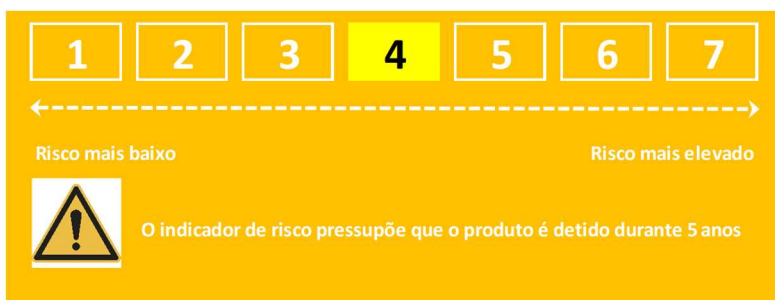 1 2 3 4 5 6 7
Risco mais baixo Risco mais elevado
O indicador de risco pressupõe que o produto é detido durante 5 anos